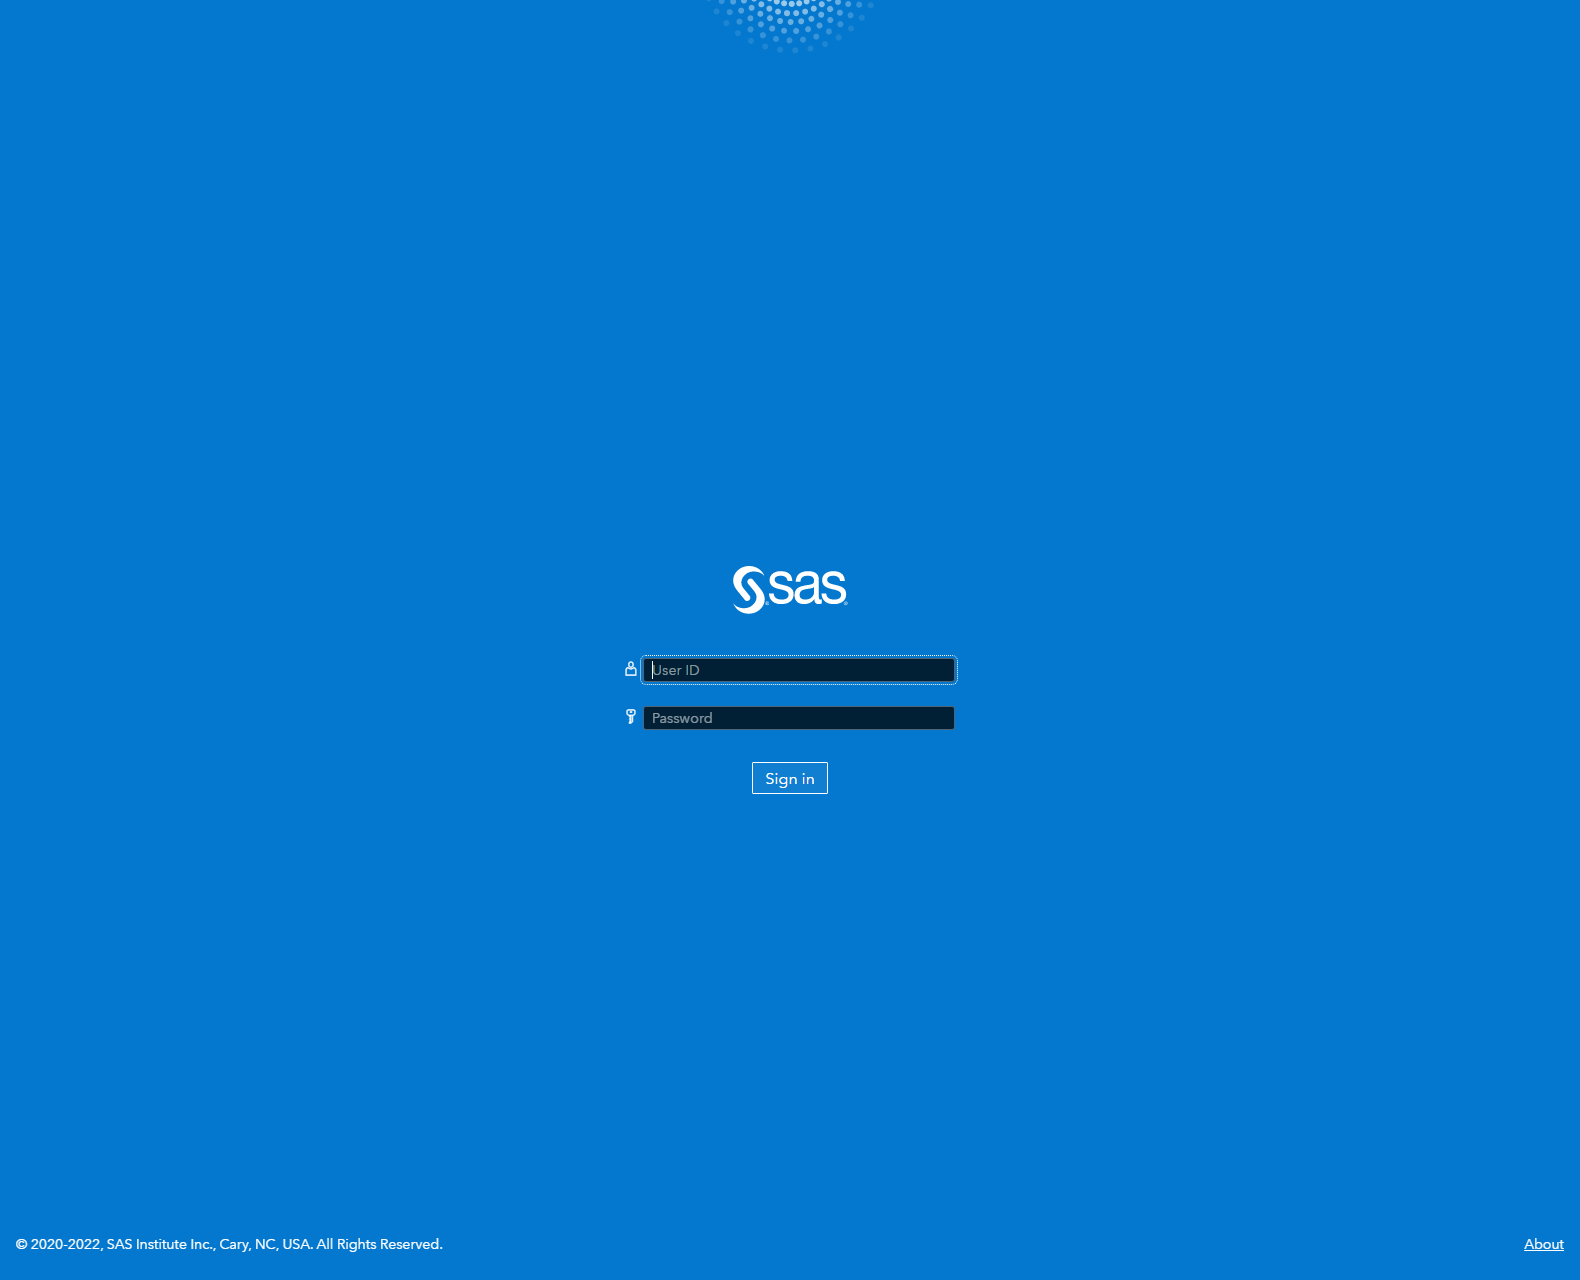 sas
User ID
Password
Sign in
© 2020-2022, SAS Institute Inc., Cary, NC, USA. All Rights Reserved.
About